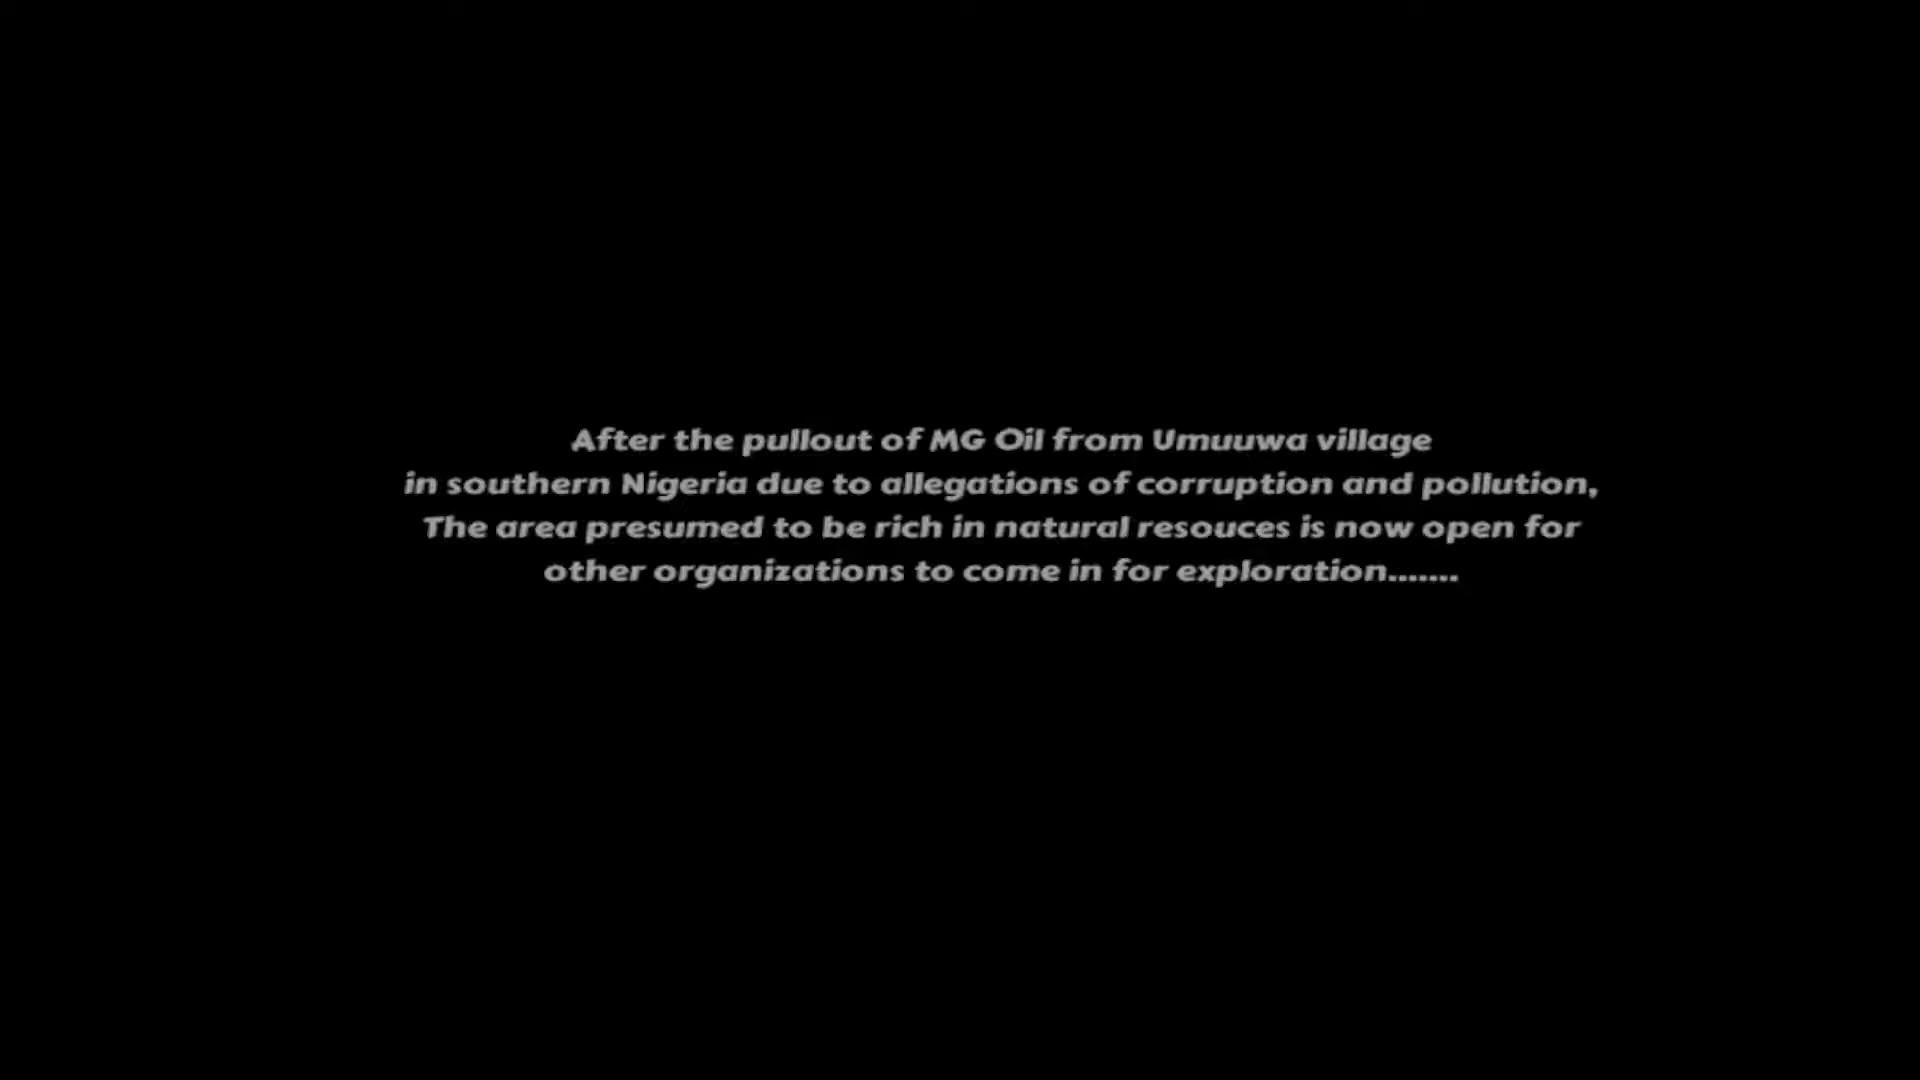 After the pullout of MG Oil from Umuuwa village
in southern Nigeria due to allegations of corruption and pollution,
The area presumed to be rich in natural resouces is now open for
other organizations to come in for exploration.......